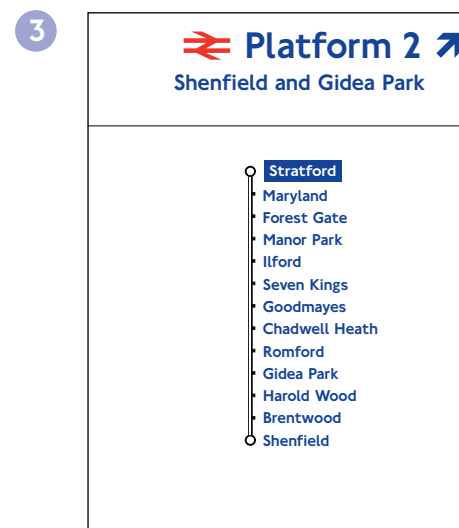 3
Platform 2
Shenfield and Gidea Park
Stratford
Maryland
Forest Gate
Manor Park
Ilford
Seven Kings
Goodmayes
Chadwell Heath
Romford
Gidea Park
Harold Wood
Brentwood
Shenfield